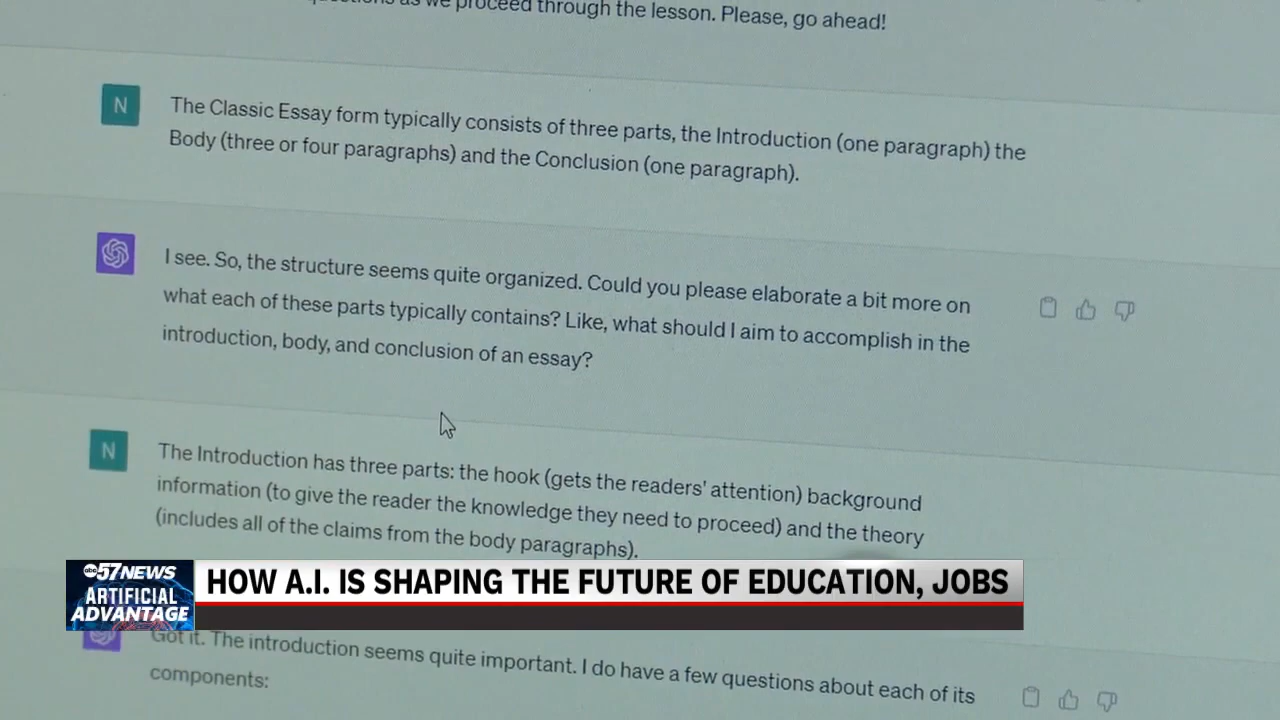 questions as we proceed through the lesson. Please, go ahead!
N
The Classic Essay form typically consists of three parts, the Introduction (one paragraph) the
Body (three or four paragraphs) and the Conclusion (one paragraph).
I see. So, the structure seems quite organized. Could you please elaborate a bit more on
what each of these parts typically contains? Like, what should I aim to accomplish in the
introduction, body, and conclusion of an essay?
N
The Introduction has three parts: the hook (gets the readers' attention) background
information (to give the reader the knowledge they need to proceed) and the theory
(includes all of the claims from the body paragraphs).
abc 57 NEWS
ARTIFICIAL
ADVANTAGE
HOW A.I. IS SHAPING THE FUTURE OF EDUCATION, JOBS
Got it. The introduction seems quite important. I do have a few questions about each of its
components: